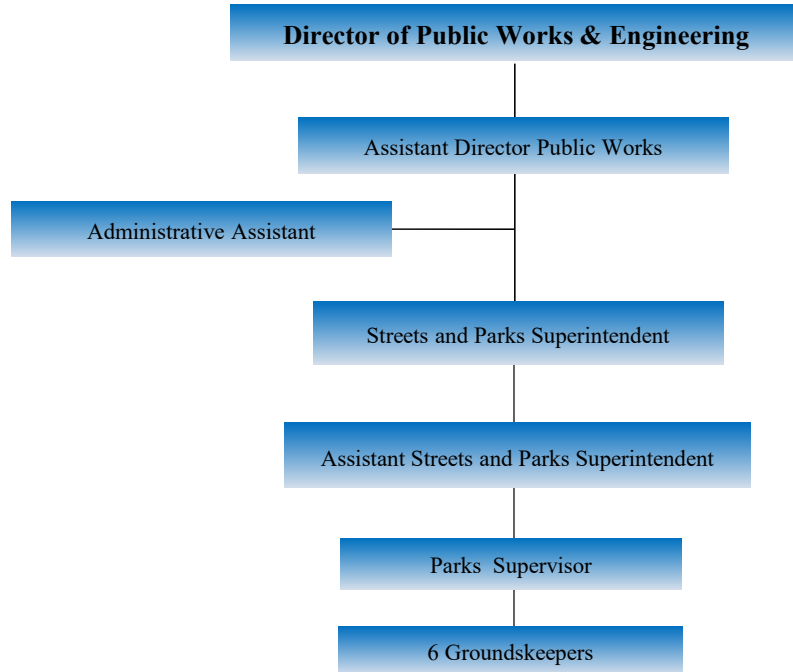 Director of Public Works & Engineering
Assistant Director Public Works
Administrative Assistant
Streets and Parks Superintendent
Assistant Streets and Parks Superintendent
Parks Supervisor
6 Groundskeepers